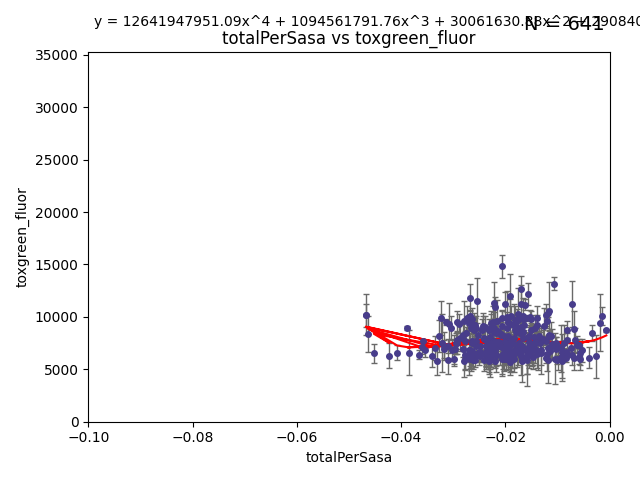 y = 12641947951.09x^4 + 1094561791.76x^3 + 30061630.
N = 641
totalPerSasa vs toxgreen_fluor
35000
30000
25000
20000
15000
10000
5000
0
toxgreen_fluor
−0.10
−0.08
−0.06
−0.04
−0.02
0.00
totalPerSasa